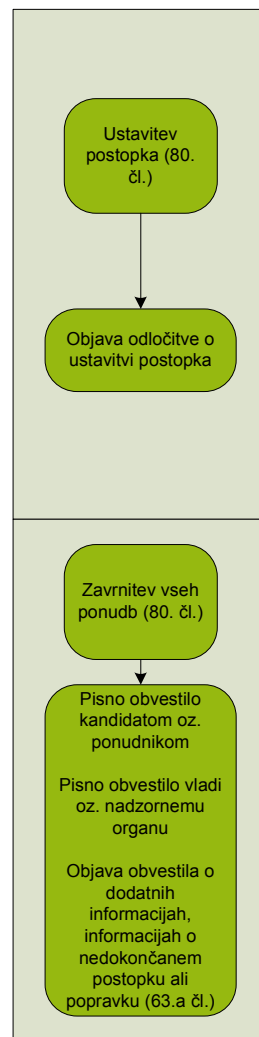 Ustavitev
postopka (80.
čl.)
Objava odločitve o
ustavitvi postopka
Zavrnitev vseh
ponudb (80. čl.)
Pisno obvestilo
kandidatom oz.
ponudnikom
Pisno obvestilo vladi
oz. nadzornemu
organu
Objava obvestila o
dodatnih
informacijah,
informacijah o
nedokončanem
postopku ali
popravku (63.a čl.)